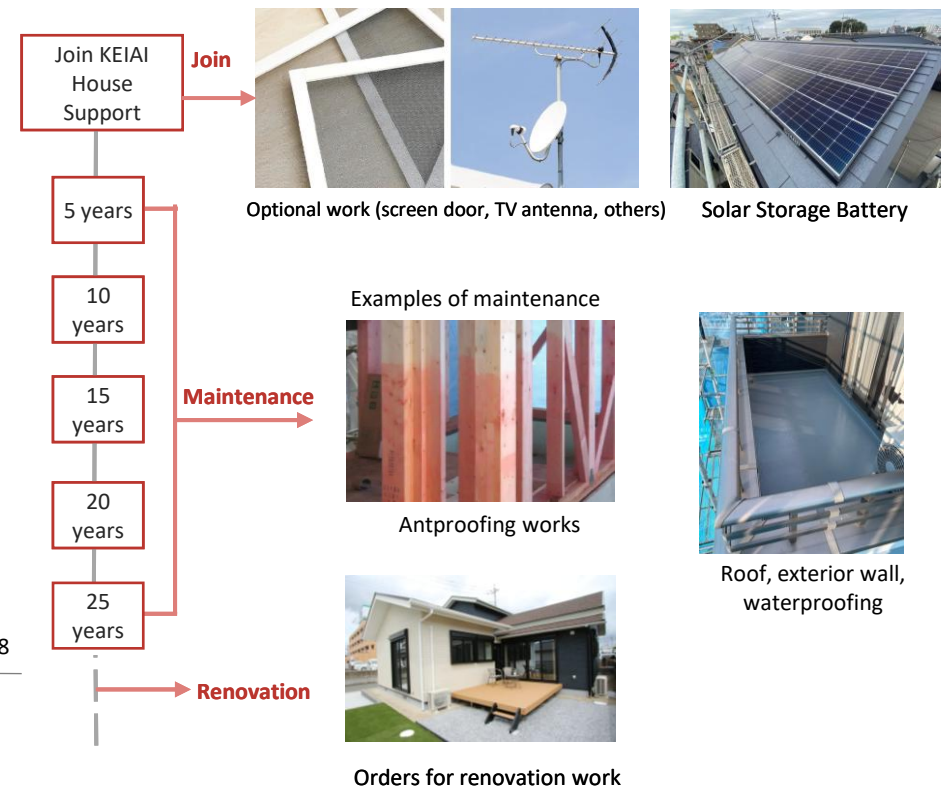 Join KEIAI
House
Support
Join
Optional work (screen door, TV antenna, others)
Solar Storage Battery
5 years
10
years
15
years
20
years
25
years
Maintenance
Examples of maintenance
Antproofing works
Roof, exterior wall,
waterproofing
8
Renovation
Orders for renovation work